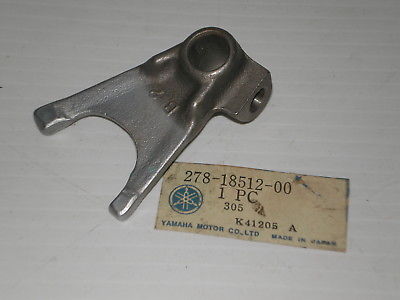 278-18512-00
1 PC
305
K41205 A
YAMAHA MOTOR CO.,LTD MADE IN JAPAN